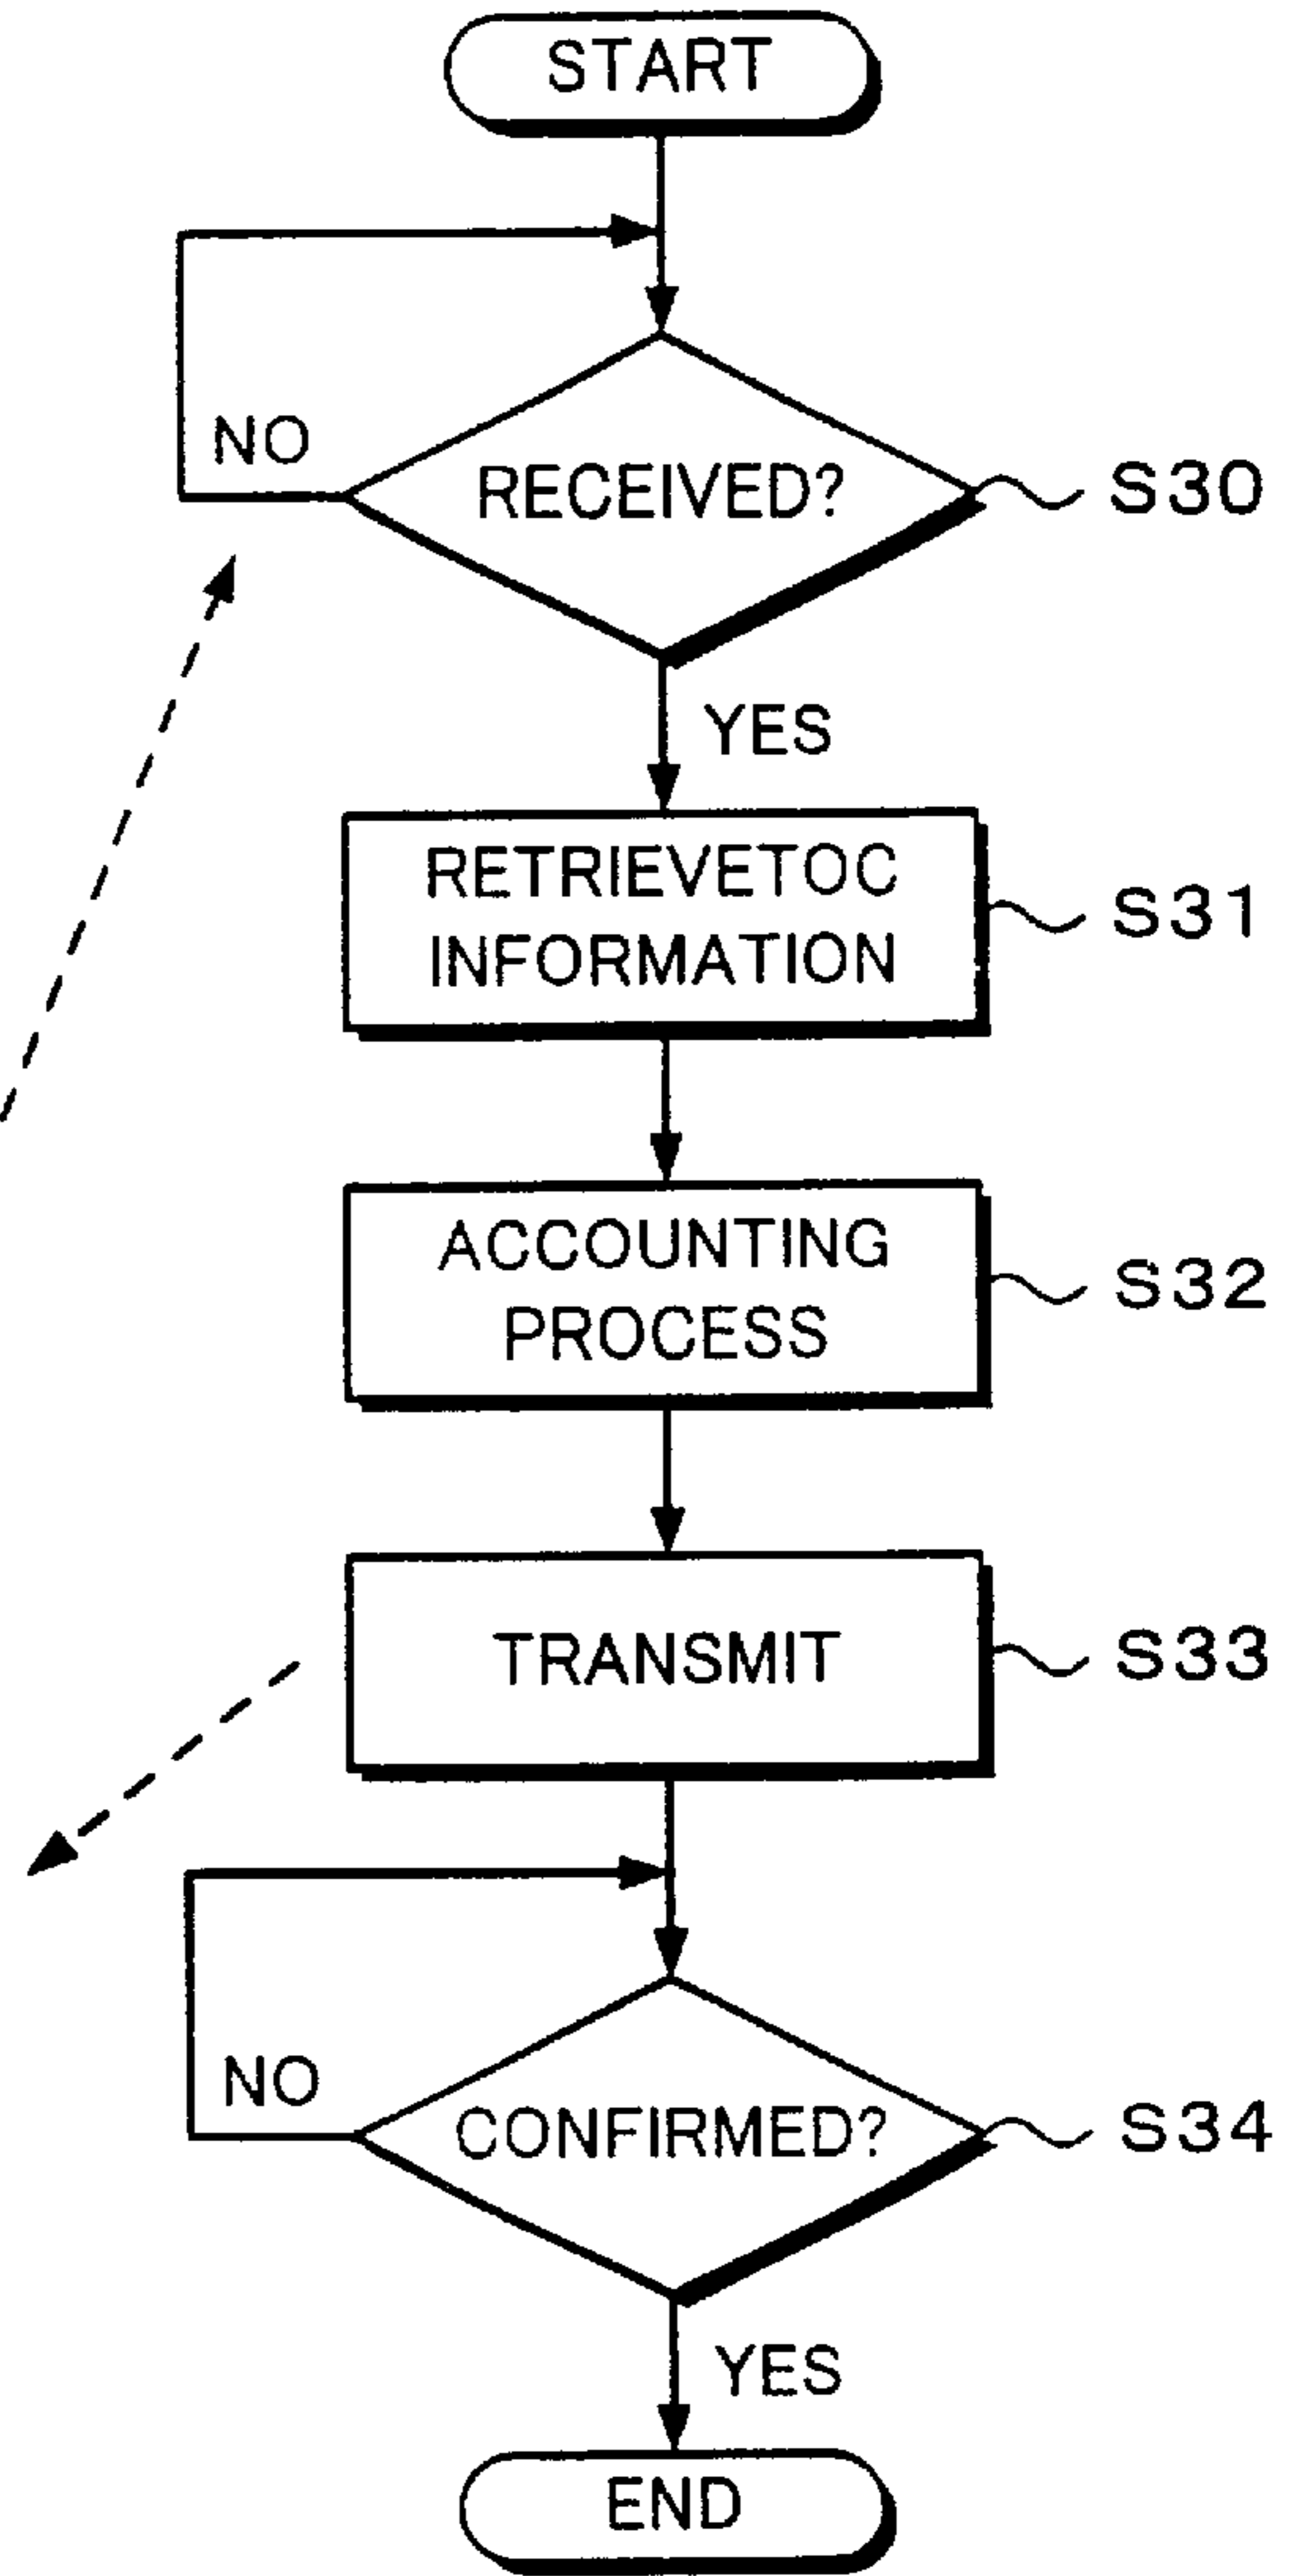 START
NO
RECEIVED?
S30
YES
RETRIEVETOC
INFORMATION
S31
ACCOUNTING
PROCESS
S32
TRANSMIT
S33
NO
CONFIRMED?
S34
YES
END